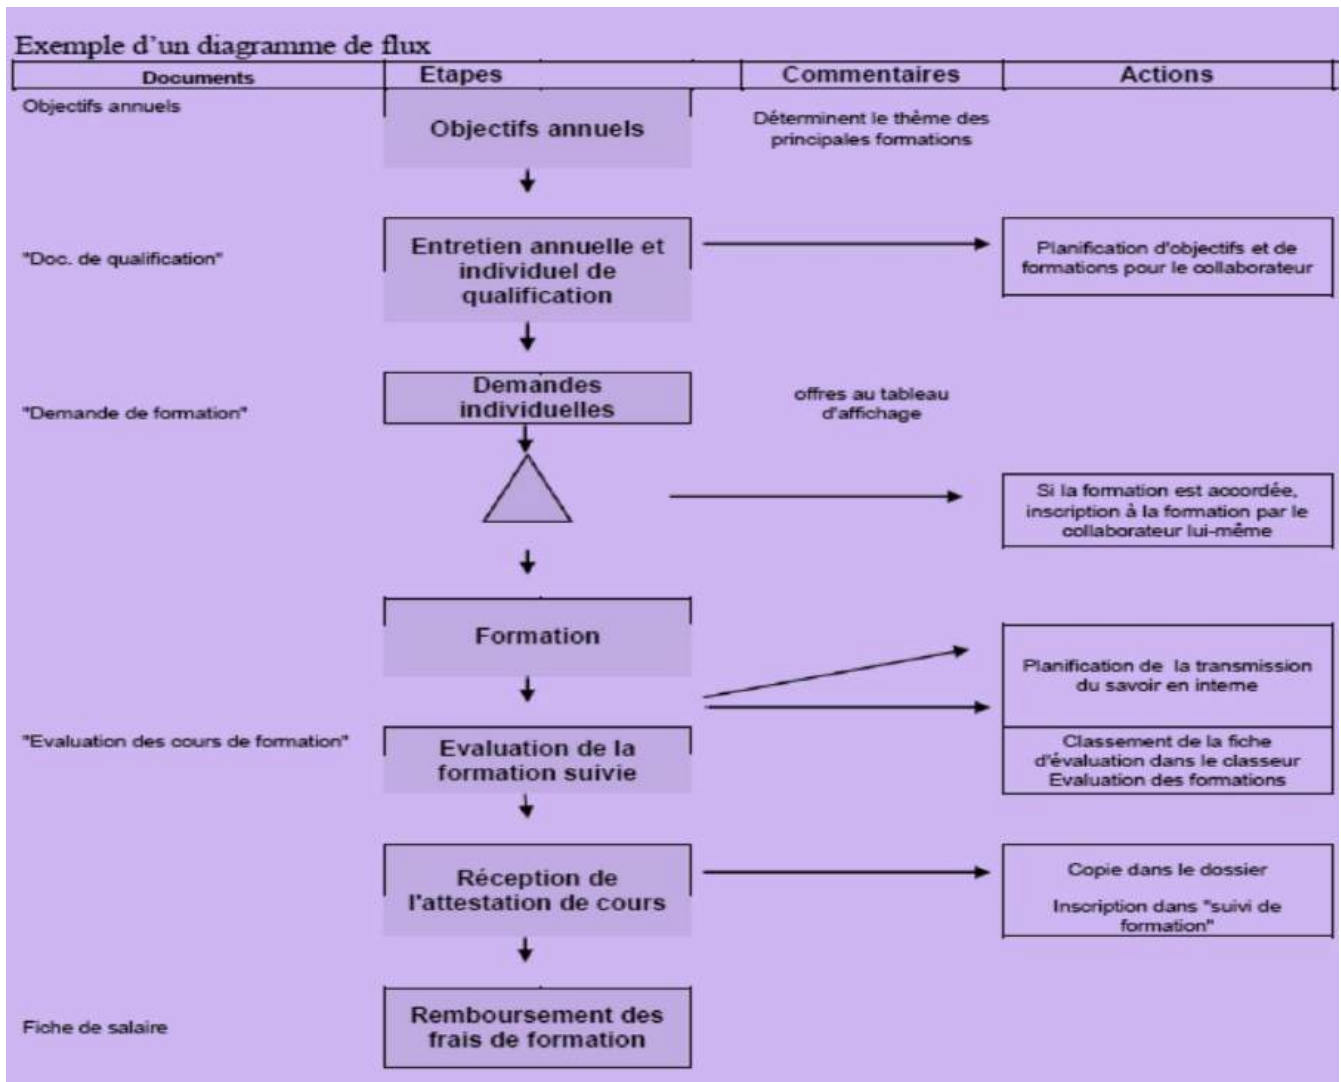 Exemple d'un diagramme de flux
Documents
Etapes
Commentaires
Actions
Objectifs annuels
Objectifs annuels
Déterminent le thème des
principales formations
"Doc. de qualification"
Entretien annuelle et
individuel de
qualification
Planification d'objectifs et de
formations pour le collaborateur
"Demande de formation"
Demandes
individuelles
offres au tableau
d'affichage
Si la formation est accordée,
inscription à la formation par le
collaborateur lui-même
Formation
Planification de la transmission
du savoir en interne
"Evaluation des cours de formation"
Evaluation de la
formation suivie
Classement de la fiche
d'évaluation dans le classeur
Evaluation des formations
Réception de
l'attestation de cours
Copie dans le dossier
Inscription dans "suivi de
formation"
Fiche de salaire
Remboursement des
frais de formation